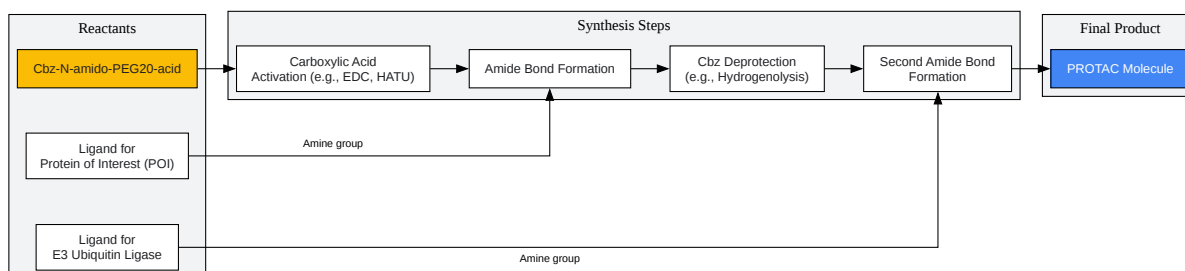 Reactants
Synthesis Steps
Final Product
Cbz-N-amido-PEG20-acid
Carboxylic Acid
Activation (e.g., EDC, HATU)
Amide Bond Formation
Cbz Deprotection
(e.g., Hydrogenolysis)
Second Amide Bond
Formation
PROTAC Molecule
Ligand for
Protein of Interest (POI)
Amine group
Ligand for
E3 Ubiquitin Ligase
Amine group